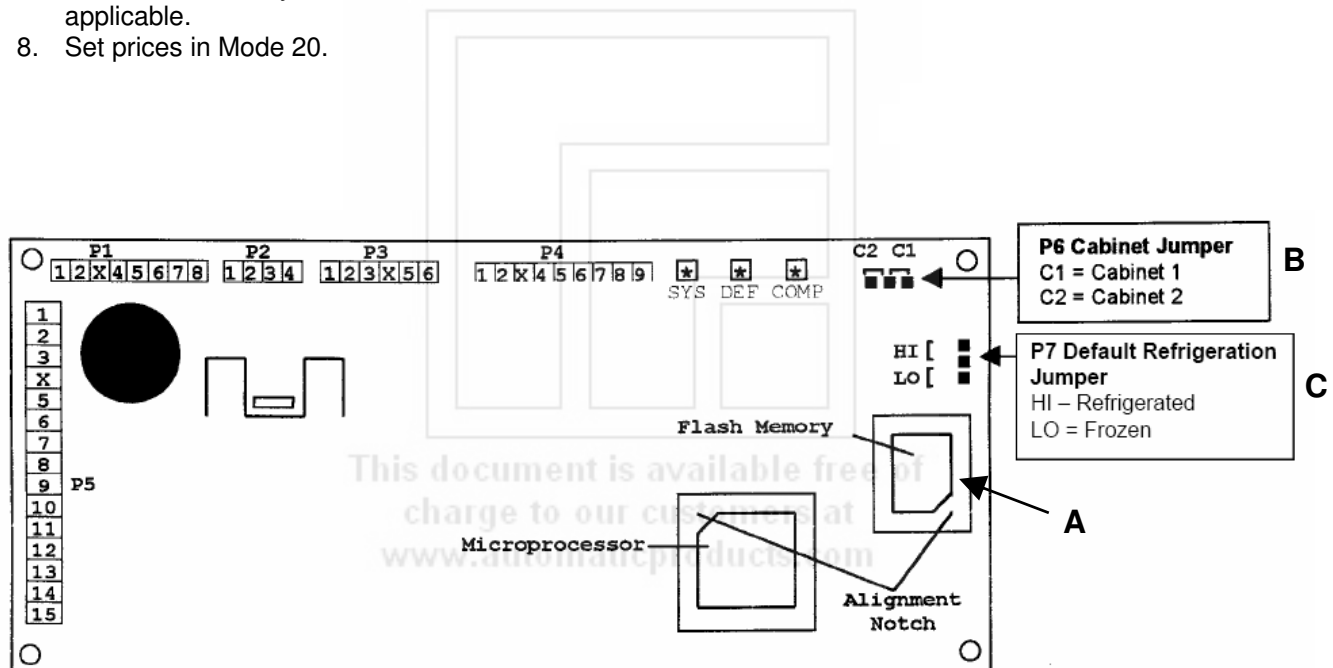 applicable.
8. Set prices in Mode 20.
P1 P2 P3 P4 C2 C1
1 2 X 4 5 6 7 8 1 2 3 4 1 2 3 X 5 6 1 2 X 4 5 6 7 8 9 * * *
SYS DEF COMP
P6 Cabinet Jumper
C1 = Cabinet 1
C2 = Cabinet 2
B
1
2
3
X
5
6
7
8
9 P5
10
11
12
13
14
15
HI [
LO [
P7 Default Refrigeration
Jumper
HI – Refrigerated
LO = Frozen
C
Flash Memory
A
Microprocessor
Alignment
Notch
This document is available free of
charge to our customers at
www.automaticproducts.com